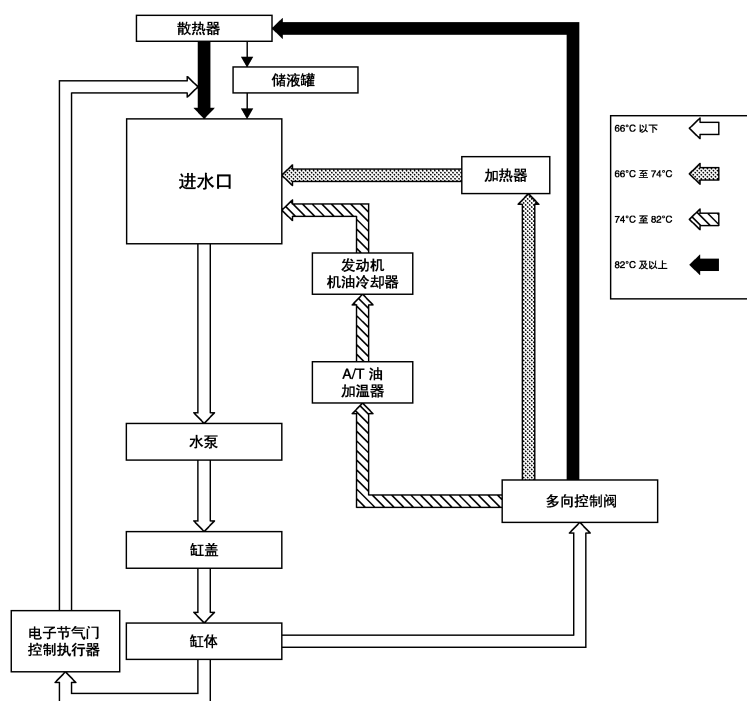 散热器
储液罐
进水口
加热器
66°C 以下
66°C 至 74°C
74°C 至 82°C
82°C 及以上
发动机
机油冷却器
A/T 油
加温器
水泵
多向控制阀
缸盖
电子节气门
控制执行器
缸体